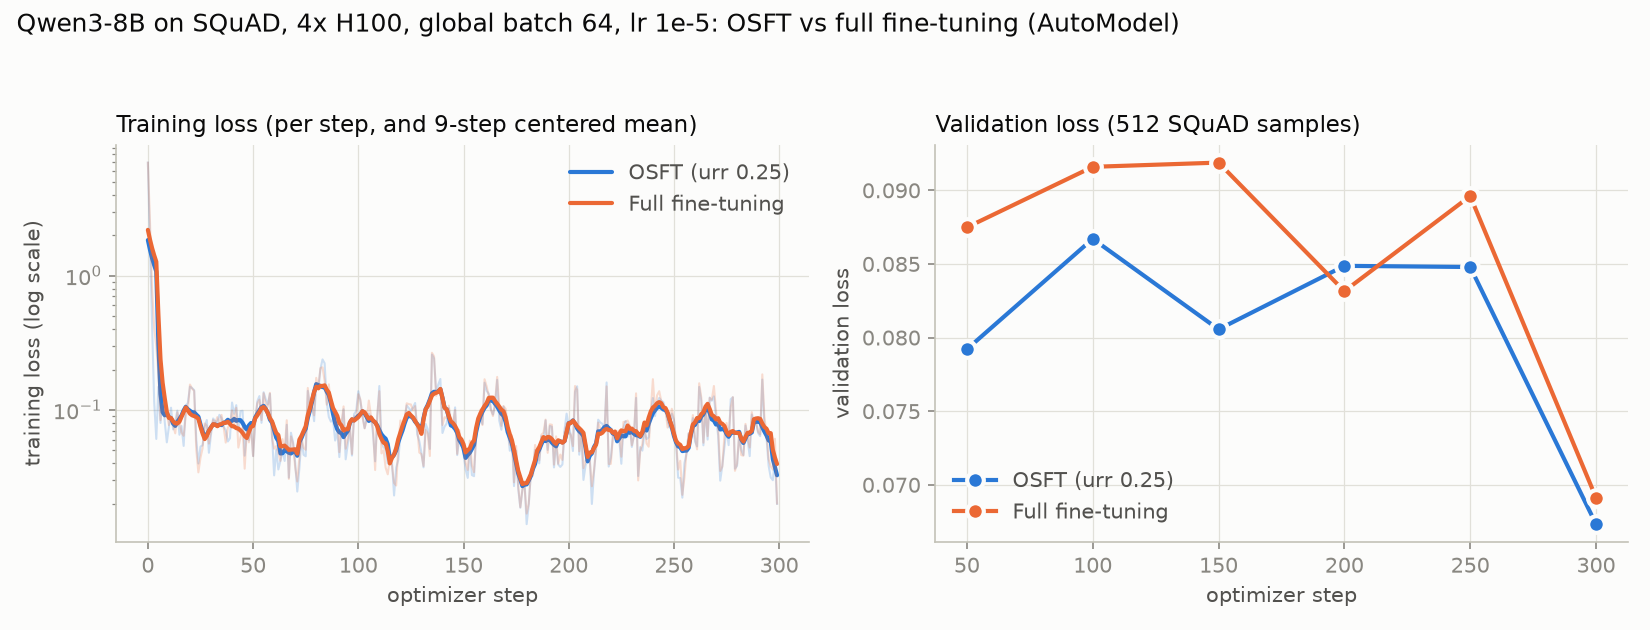 Qwen3-8B on SQuAD, 4x H100, global batch 64, lr 1e-5: OSFT vs full fine-tuning (AutoModel)
Training loss (per step, and 9-step centered mean)
OSFT (urr 0.25)
Full fine-tuning
training loss (log scale)
10⁰
10⁻¹
0 50 100 150 200 250 300
optimizer step
Validation loss (512 SQuAD samples)
validation loss
0.090
0.085
0.080
0.075
0.070
OSFT (urr 0.25)
Full fine-tuning
50 100 150 200 250 300
optimizer step